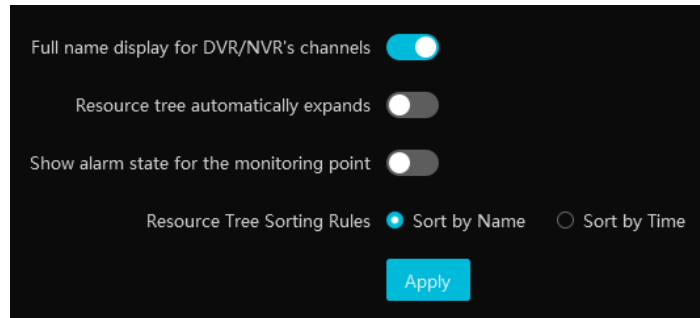 Full name display for DVR/NVR's channels
Resource tree automatically expands
Show alarm state for the monitoring point
Resource Tree Sorting Rules Sort by Name Sort by Time
Apply